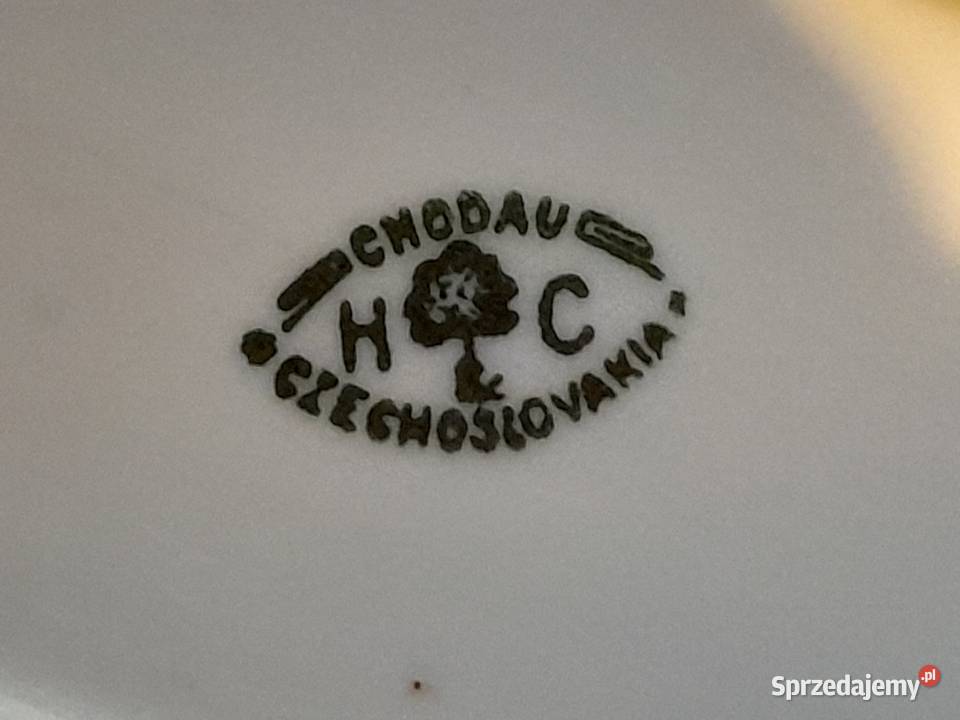 CHODAU
H C
CZECHOSLOVAKIA
Sprzedajemy.pl